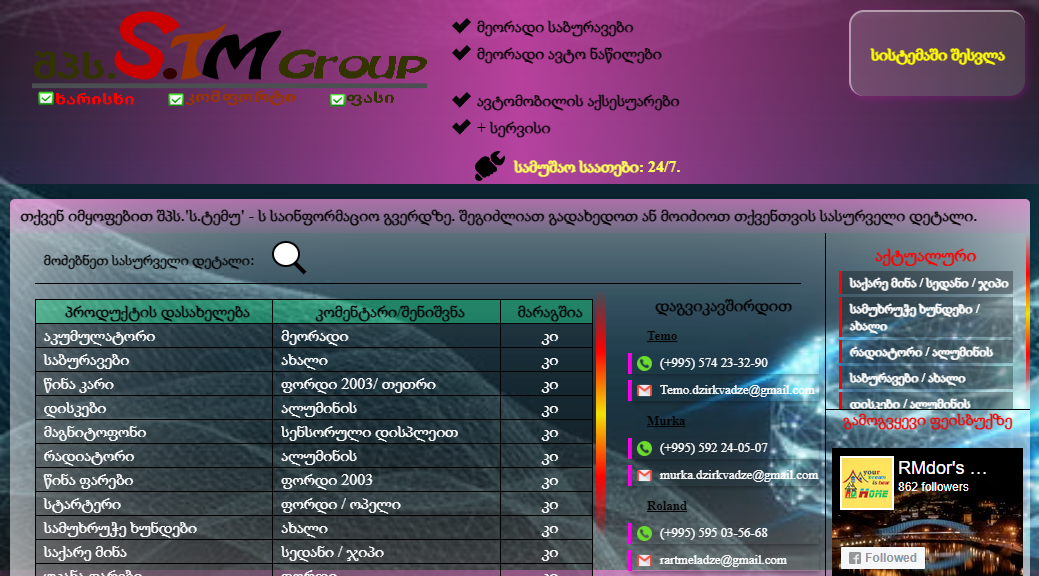 შპს.S.TM Group
ხარისხი კომფორტი ფასი
მეორადი საბურავები
მეორადი ავტო ნაწილები
ავტომობილის აქსესუარები
+ სერვისი
სამუშაო საათები: 24/7.
სისტემაში შესვლა
თქვენ იმყოფებით შპს.'ს.ტემუ' - ს საინფორმაციო გვერდზე. შეგიძლიათ გადახედოთ ან მოიძიოთ თქვენთვის სასურველი დეტალი.
მოძებნეთ სასურველი დეტალი:
პროდუქტის დასახელება კომენტარი/შენიშვნა მარაგშია
აკუმულატორი მეორადი კი
საბურავები ახალი კი
წინა კარი ფორდი 2003/ თეთრი კი
დისკები ალუმინის კი
მაგნიტოფონი სენსორული დისპლეით კი
რადიატორი ალუმინის კი
წინა ფარები ფორდი 2003 კი
სტარტერი ფორდი / ოპელი კი
სამუხრუჭე ხუნდები ახალი კი
საქარე მინა სედანი / ჯიპი კი
დაგვიკავშირდით
Temo
(+995) 574 23-32-90
Temo.dzirkvadze@gmail.com
Murka
(+995) 592 24-05-07
murka.dzirkvadze@gmail.com
Roland
(+995) 595 03-56-68
rartmeladze@gmail.com
აქტუალური
საქარე მინა / სედანი / ჯიპი
სამუხრუჭე ხუნდები /
ახალი
რადიატორი / ალუმინის
საბურავები / ახალი
დისკები / ალუმინის
გამოგვყევი ფეისბუქზე
your
HOME
RMdor's ...
862 followers
Followed